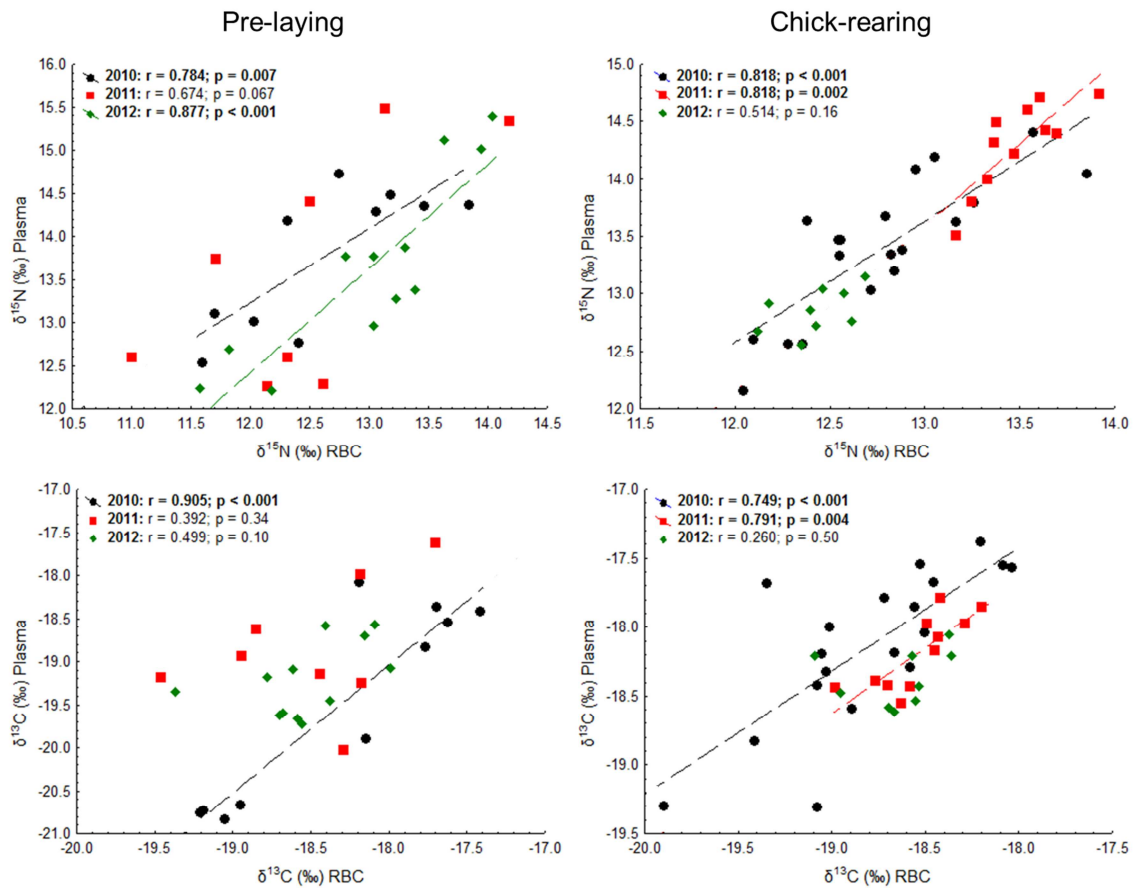 Pre-laying
Chick-rearing
2010: r = 0.784; p = 0.007
2011: r = 0.674; p = 0.067
2012: r = 0.877; p < 0.001
16.0
15.5
15.0
14.5
14.0
13.5
13.0
12.5
12.0
δ15N (‰) Plasma
10.5 11.0 11.5 12.0 12.5 13.0 13.5 14.0 14.5
δ15N (‰) RBC
2010: r = 0.818; p < 0.001
2011: r = 0.818; p = 0.002
2012: r = 0.514; p = 0.16
15.0
14.5
14.0
13.5
13.0
12.5
12.0
δ15N (‰) Plasma
11.5 12.0 12.5 13.0 13.5 14.0
δ15N (‰) RBC
2010: r = 0.905; p < 0.001
2011: r = 0.392; p = 0.34
2012: r = 0.499; p = 0.10
-17.0
-17.5
-18.0
-18.5
-19.0
-19.5
-20.0
-20.5
-21.0
δ13C (‰) Plasma
-20.0 -19.5 -19.0 -18.5 -18.0 -17.5 -17.0
δ13C (‰) RBC
2010: r = 0.749; p < 0.001
2011: r = 0.791; p = 0.004
2012: r = 0.260; p = 0.50
-17.0
-17.5
-18.0
-18.5
-19.0
-19.5
δ13C (‰) Plasma
-20.0 -19.5 -19.0 -18.5 -18.0 -17.5
δ13C (‰) RBC